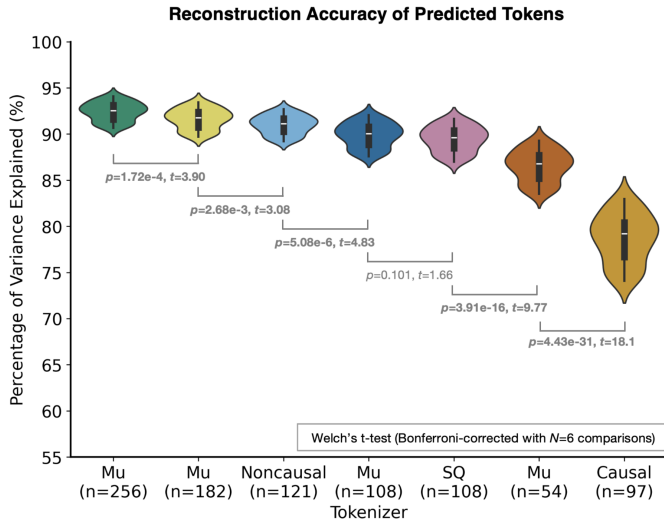 Reconstruction Accuracy of Predicted Tokens
Percentage of Variance Explained (%)
100
95
90
85
80
75
70
65
60
55
p=1.72e-4, t=3.90
p=2.68e-3, t=3.08
p=5.08e-6, t=4.83
p=0.101, t=1.66
p=3.91e-16, t=9.77
p=4.43e-31, t=18.1
Welch's t-test (Bonferroni-corrected with N=6 comparisons)
Mu Mu Noncausal Mu SQ Mu Causal
(n=256) (n=182) (n=121) (n=108) (n=108) (n=54) (n=97)
Tokenizer